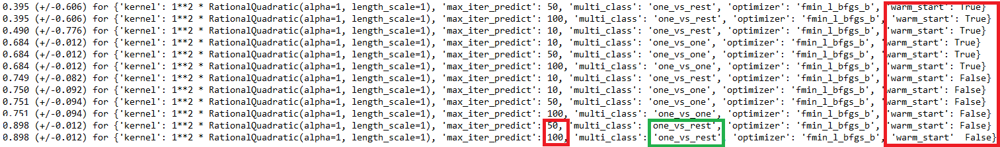 0.395 (+/-0.606) for {'kernel': 1**2 * RationalQuadratic(alpha=1, length_scale=1), 'max_iter_predict': 50, 'multi_class': 'one_vs_rest', 'optimizer': 'fmin_l_bfgs_b', 'warm_start': True}
0.395 (+/-0.606) for {'kernel': 1**2 * RationalQuadratic(alpha=1, length_scale=1), 'max_iter_predict': 100, 'multi_class': 'one_vs_rest', 'optimizer': 'fmin_l_bfgs_b', 'warm_start': True}
0.490 (+/-0.776) for {'kernel': 1**2 * RationalQuadratic(alpha=1, length_scale=1), 'max_iter_predict': 10, 'multi_class': 'one_vs_rest', 'optimizer': 'fmin_l_bfgs_b', 'warm_start': True}
0.684 (+/-0.012) for {'kernel': 1**2 * RationalQuadratic(alpha=1, length_scale=1), 'max_iter_predict': 10, 'multi_class': 'one_vs_one', 'optimizer': 'fmin_l_bfgs_b', 'warm_start': True}
0.684 (+/-0.012) for {'kernel': 1**2 * RationalQuadratic(alpha=1, length_scale=1), 'max_iter_predict': 50, 'multi_class': 'one_vs_one', 'optimizer': 'fmin_l_bfgs_b', 'warm_start': True}
0.684 (+/-0.012) for {'kernel': 1**2 * RationalQuadratic(alpha=1, length_scale=1), 'max_iter_predict': 100, 'multi_class': 'one_vs_one', 'optimizer': 'fmin_l_bfgs_b', 'warm_start': True}
0.749 (+/-0.082) for {'kernel': 1**2 * RationalQuadratic(alpha=1, length_scale=1), 'max_iter_predict': 10, 'multi_class': 'one_vs_rest', 'optimizer': 'fmin_l_bfgs_b', 'warm_start': False}
0.750 (+/-0.092) for {'kernel': 1**2 * RationalQuadratic(alpha=1, length_scale=1), 'max_iter_predict': 10, 'multi_class': 'one_vs_one', 'optimizer': 'fmin_l_bfgs_b', 'warm_start': False}
0.751 (+/-0.094) for {'kernel': 1**2 * RationalQuadratic(alpha=1, length_scale=1), 'max_iter_predict': 50, 'multi_class': 'one_vs_one', 'optimizer': 'fmin_l_bfgs_b', 'warm_start': False}
0.751 (+/-0.094) for {'kernel': 1**2 * RationalQuadratic(alpha=1, length_scale=1), 'max_iter_predict': 100, 'multi_class': 'one_vs_one', 'optimizer': 'fmin_l_bfgs_b', 'warm_start': False}
0.898 (+/-0.012) for {'kernel': 1**2 * RationalQuadratic(alpha=1, length_scale=1), 'max_iter_predict': 50, 'multi_class': 'one_vs_rest', 'optimizer': 'fmin_l_bfgs_b', 'warm_start': False}
0.898 (+/-0.012) for {'kernel': 1**2 * RationalQuadratic(alpha=1, length_scale=1), 'max_iter_predict': 100, 'multi_class': 'one_vs_rest', 'optimizer': 'fmin_l_bfgs_b', 'warm_start' False}